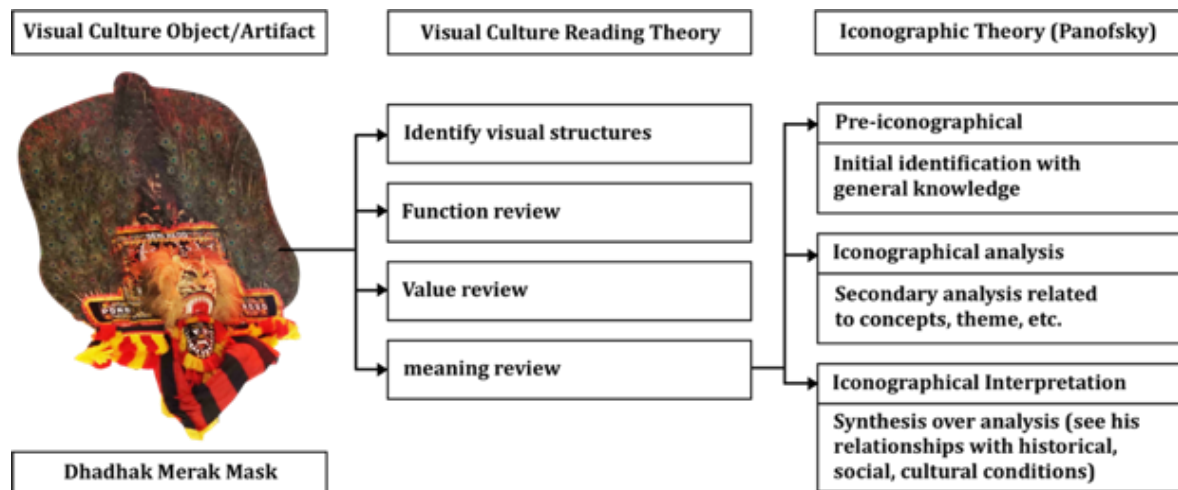 Visual Culture Object/Artifact
Visual Culture Reading Theory
Iconographic Theory (Panofsky)
Identify visual structures
Function review
Value review
meaning review
Pre-iconographical
Initial identification with
general knowledge
Iconographical analysis
Secondary analysis related
to concepts, theme, etc.
Iconographical Interpretation
Synthesis over analysis (see his
relationships with historical,
social, cultural conditions)
Dhadhak Merak Mask